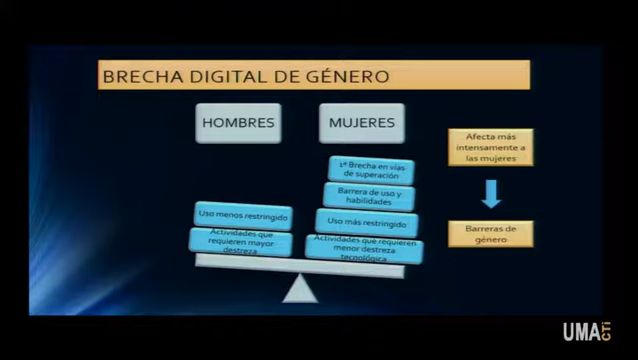 BRECHA DIGITAL DE GÉNERO
HOMBRES
MUJERES
1ª Brecha en vías
de superación
Barrera de uso y
habilidades
Uso menos restringido
Uso más restringido
Actividades que
requieren mayor
destreza
Actividades que requieren
menor destreza
tecnológica
Afecta más
intensamente a
las mujeres
Barreras de
género
UMA CTI